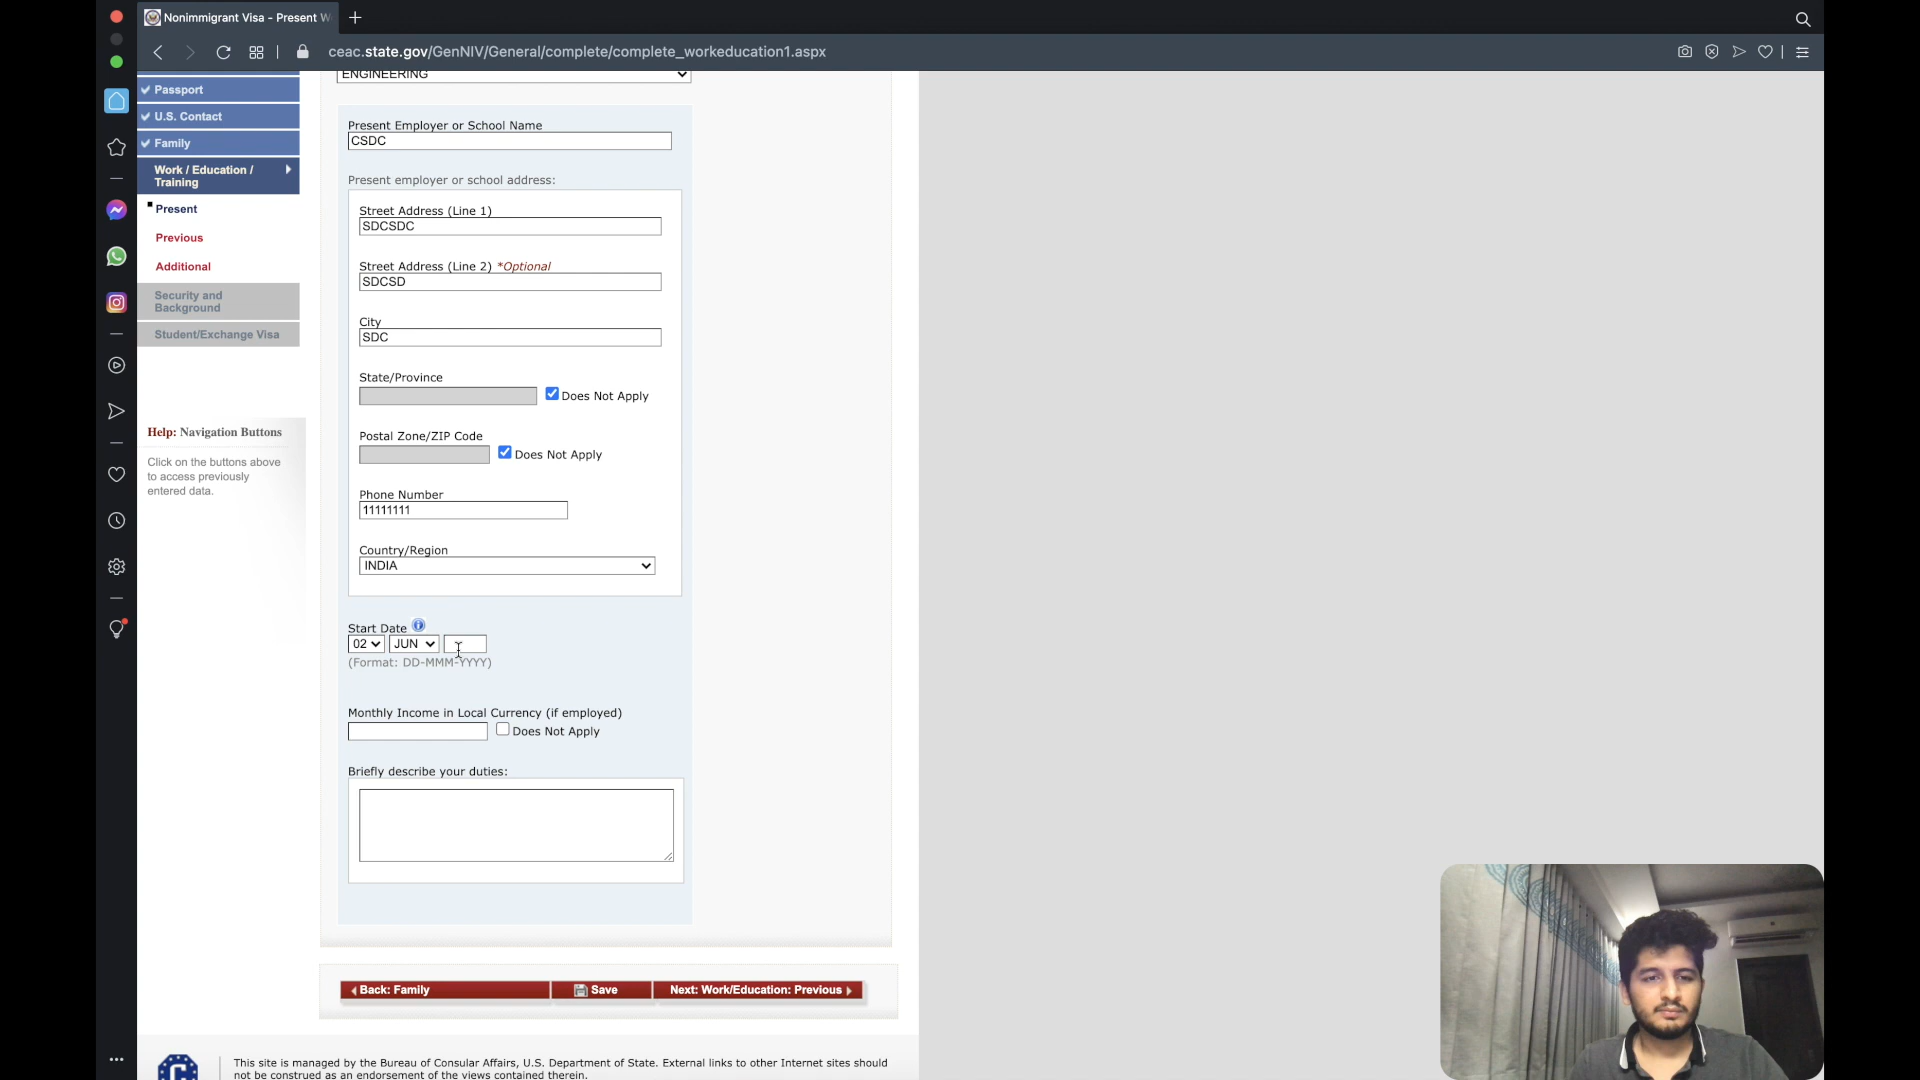 Nonimmigrant Visa - Present W
ceac.state.gov/GenNIV/General/complete/complete_workeducation1.aspx
ENGINEERING
Passport
U.S. Contact
Family
Work / Education /
Training
Present
Previous
Additional
Security and
Background
Student/Exchange Visa
Help: Navigation Buttons
Click on the buttons above
to access previously
entered data.
Present Employer or School Name
CSDC
Present employer or school address:
Street Address (Line 1)
SDCSDC
Street Address (Line 2) *Optional
SDCSD
City
SDC
State/Province
Does Not Apply
Postal Zone/ZIP Code
Does Not Apply
Phone Number
11111111
Country/Region
INDIA
Start Date
02 JUN
(Format: DD-MMM-YYYY)
Monthly Income in Local Currency (if employed)
Does Not Apply
Briefly describe your duties:
Back: Family
Save
Next: Work/Education: Previous
This site is managed by the Bureau of Consular Affairs, U.S. Department of State. External links to other Internet sites should
not be construed as an endorsement of the views contained therein.